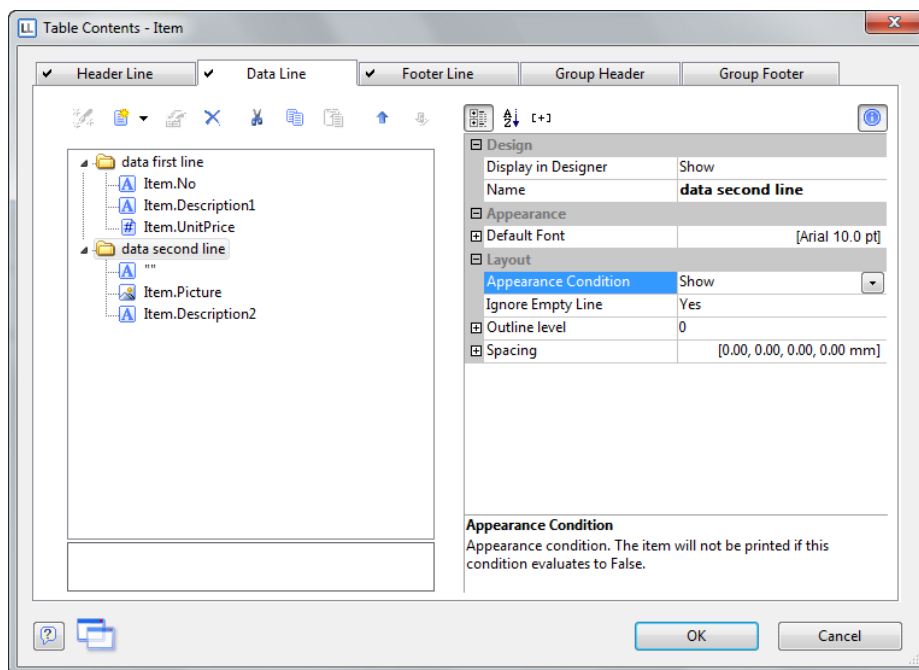 LL Table Contents - Item
x
✔ Header Line ✔ Data Line ✔ Footer Line Group Header Group Footer
A Z [+]
data first line
A Item.No
A Item.Description1
# Item.UnitPrice
data second line
A ""
Item.Picture
A Item.Description2
Design
Display in Designer Show
Name data second line
Appearance
Default Font [Arial 10.0 pt]
Layout
Appearance Condition Show
Ignore Empty Line Yes
Outline level 0
Spacing [0.00, 0.00, 0.00, 0.00 mm]
Appearance Condition
Appearance condition. The item will not be printed if this
condition evaluates to False.
?
OK Cancel